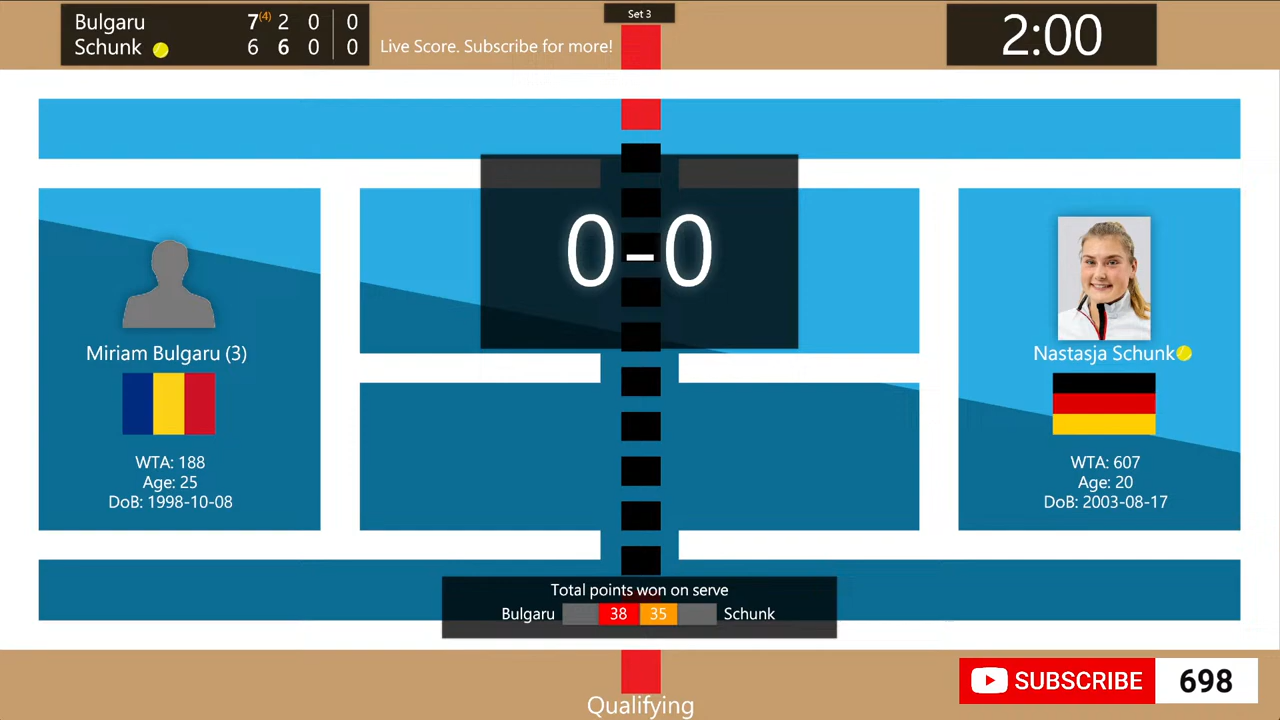 Bulgaru 7(4) 2 0 0
Schunk 6 6 0 0
Live Score. Subscribe for more!
Set 3
2:00
0-0
Miriam Bulgaru (3)
WTA: 188
Age: 25
DoB: 1998-10-08
Nastasja Schunk
WTA: 607
Age: 20
DoB: 2003-08-17
Total points won on serve
Bulgaru 38 35 Schunk
SUBSCRIBE 698
Qualifying